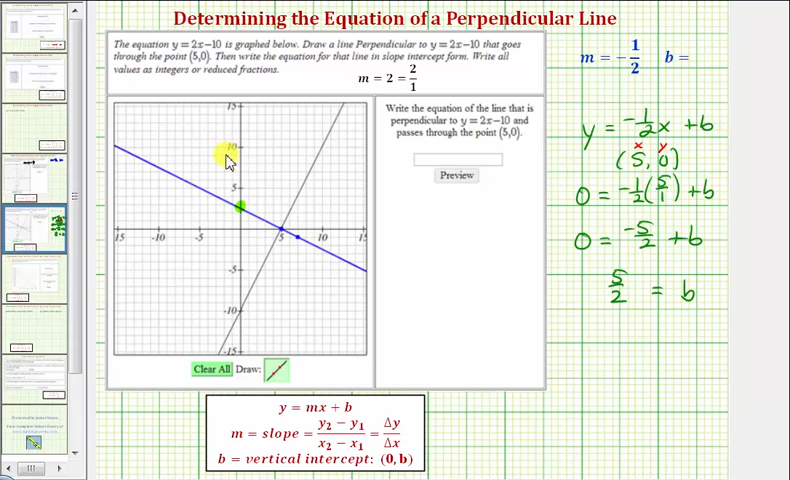 Determining the Equation of a Perpendicular Line
The equation y = 2x−10 is graphed below. Draw a line Perpendicular to y = 2x−10 that goes
through the point (5,0). Then write the equation for that line in slope intercept form. Write all
values as integers or reduced fractions.
m = 2 = 2/1
15
10
5
-15 -10 -5 5 10 15
-5
-10
-15
Clear All Draw:
Write the equation of the line that is
perpendicular to y = 2x−10 and
passes through the point (5,0).
Preview
m = −1/2 b =
y = −1/2x + b
x y
(5, 0)
0 = −1/2(5/1) + b
0 = −5/2 + b
5/2 = b
y = mx + b
m = slope = y₂ − y₁/x₂ − x₁ = Δy/Δx
b = vertical intercept: (0, b)